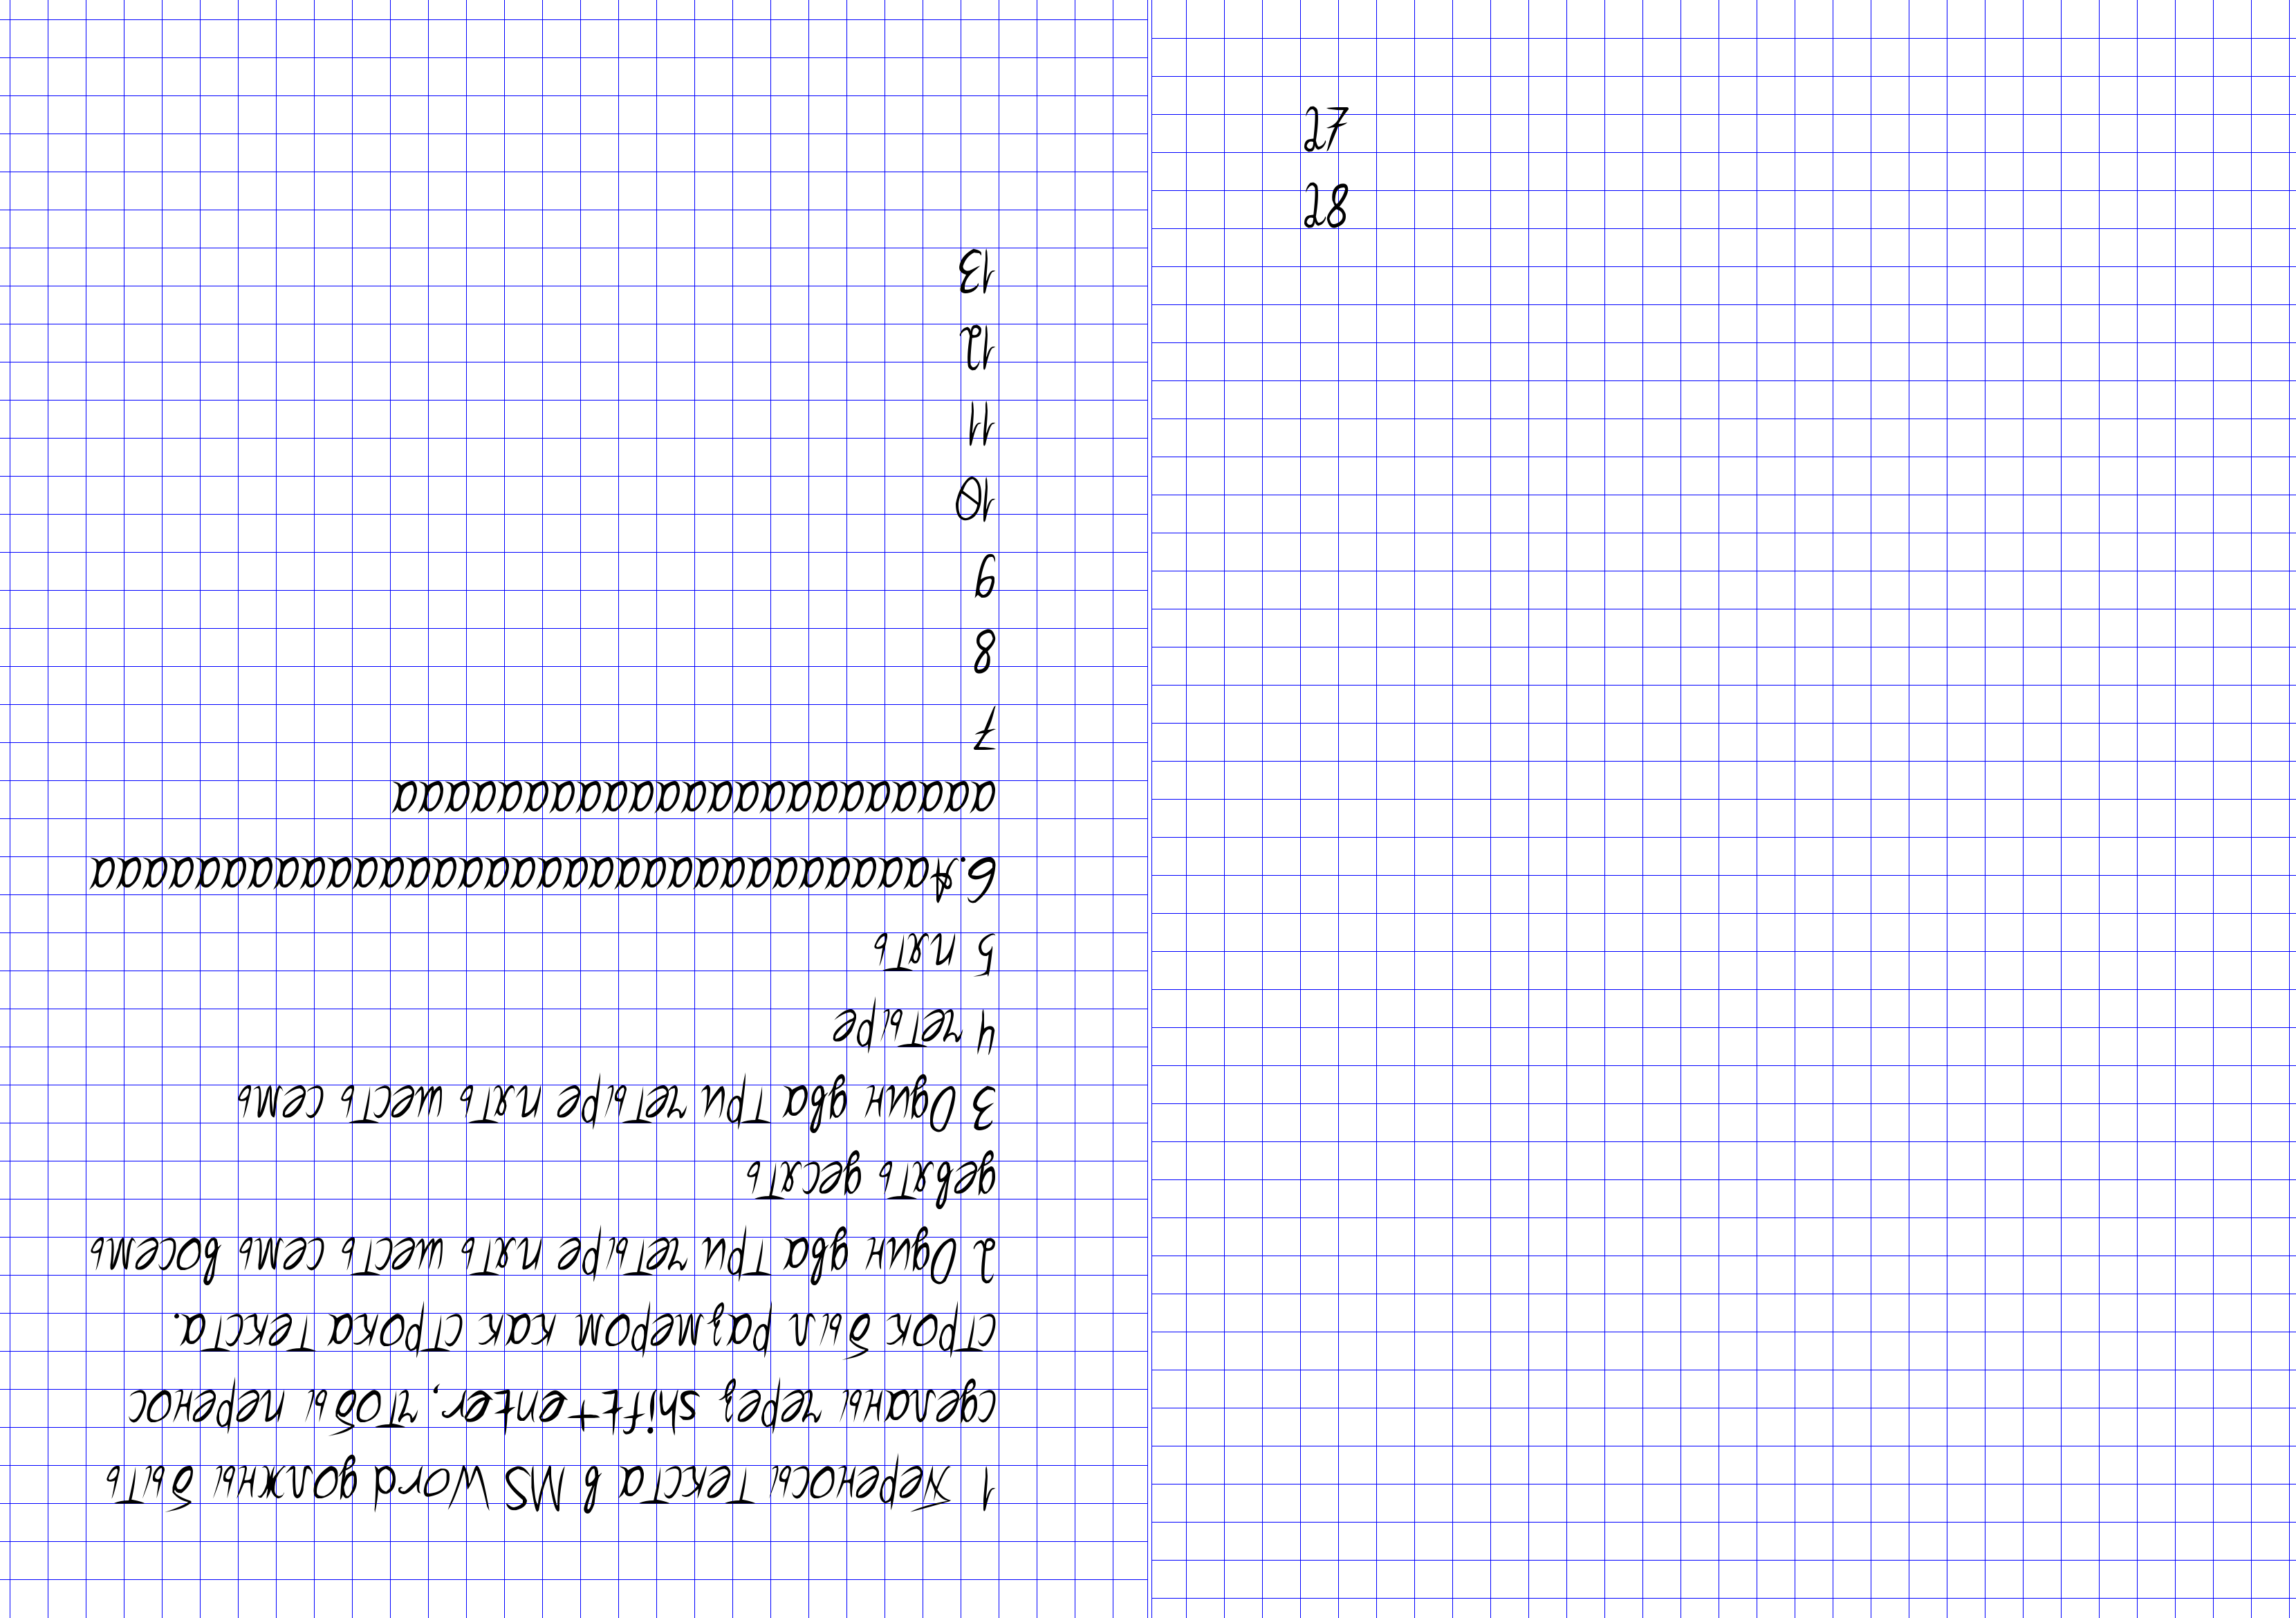 1 Переносы текста в MS Word должны быть
сделаны через shift+enter, чтобы перенос
строк был размером как строка текста.
2 Один два три четыре пять шесть семь восемь
девять десять
3 Один два три четыре пять шесть семь
4 четыре
5 пять
6.Аааааааааааааааааааааааааааааааааа
ааааааааааааааааааааааа
7
8
9
10
11
12
13
27
28